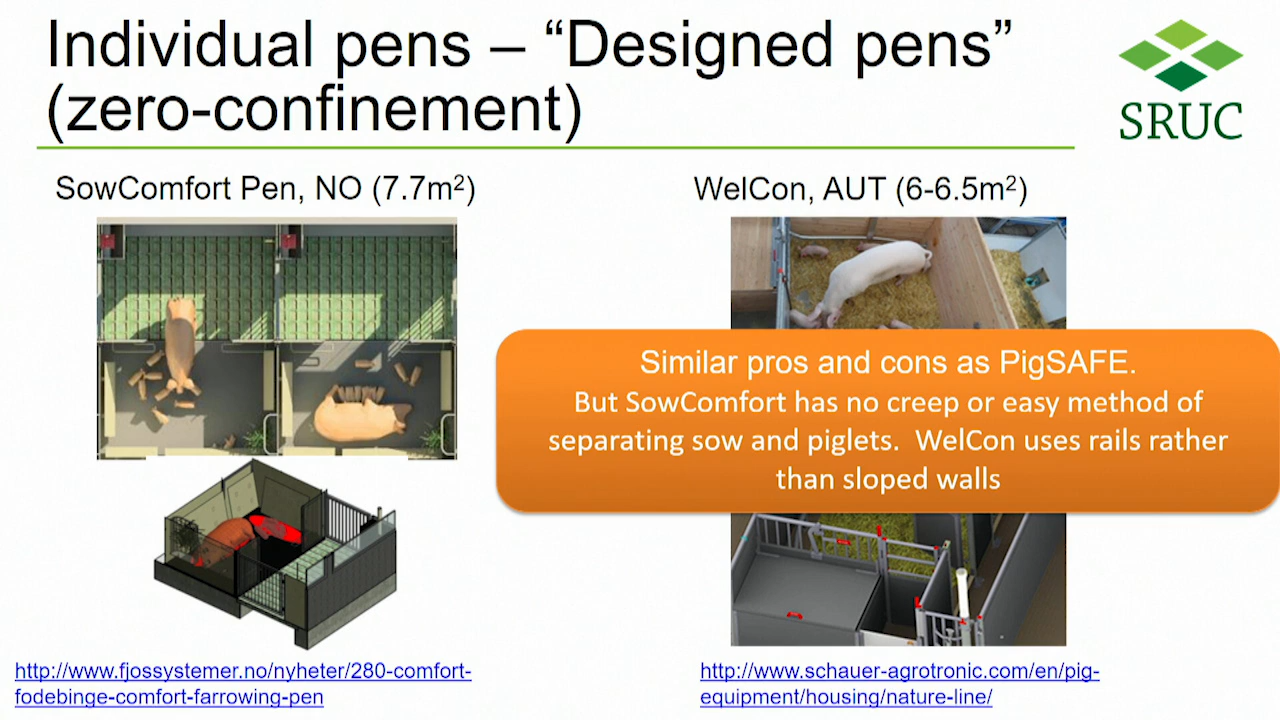 Individual pens – “Designed pens”
(zero-confinement)
SRUC
SowComfort Pen, NO (7.7m²)
WelCon, AUT (6-6.5m²)
Similar pros and cons as PigSAFE.
But SowComfort has no creep or easy method of
separating sow and piglets.  WelCon uses rails rather
than sloped walls
http://www.fjossystemer.no/nyheter/280-comfort-
fodebinge-comfort-farrowing-pen
http://www.schauer-agrotronic.com/en/pig-
equipment/housing/nature-line/